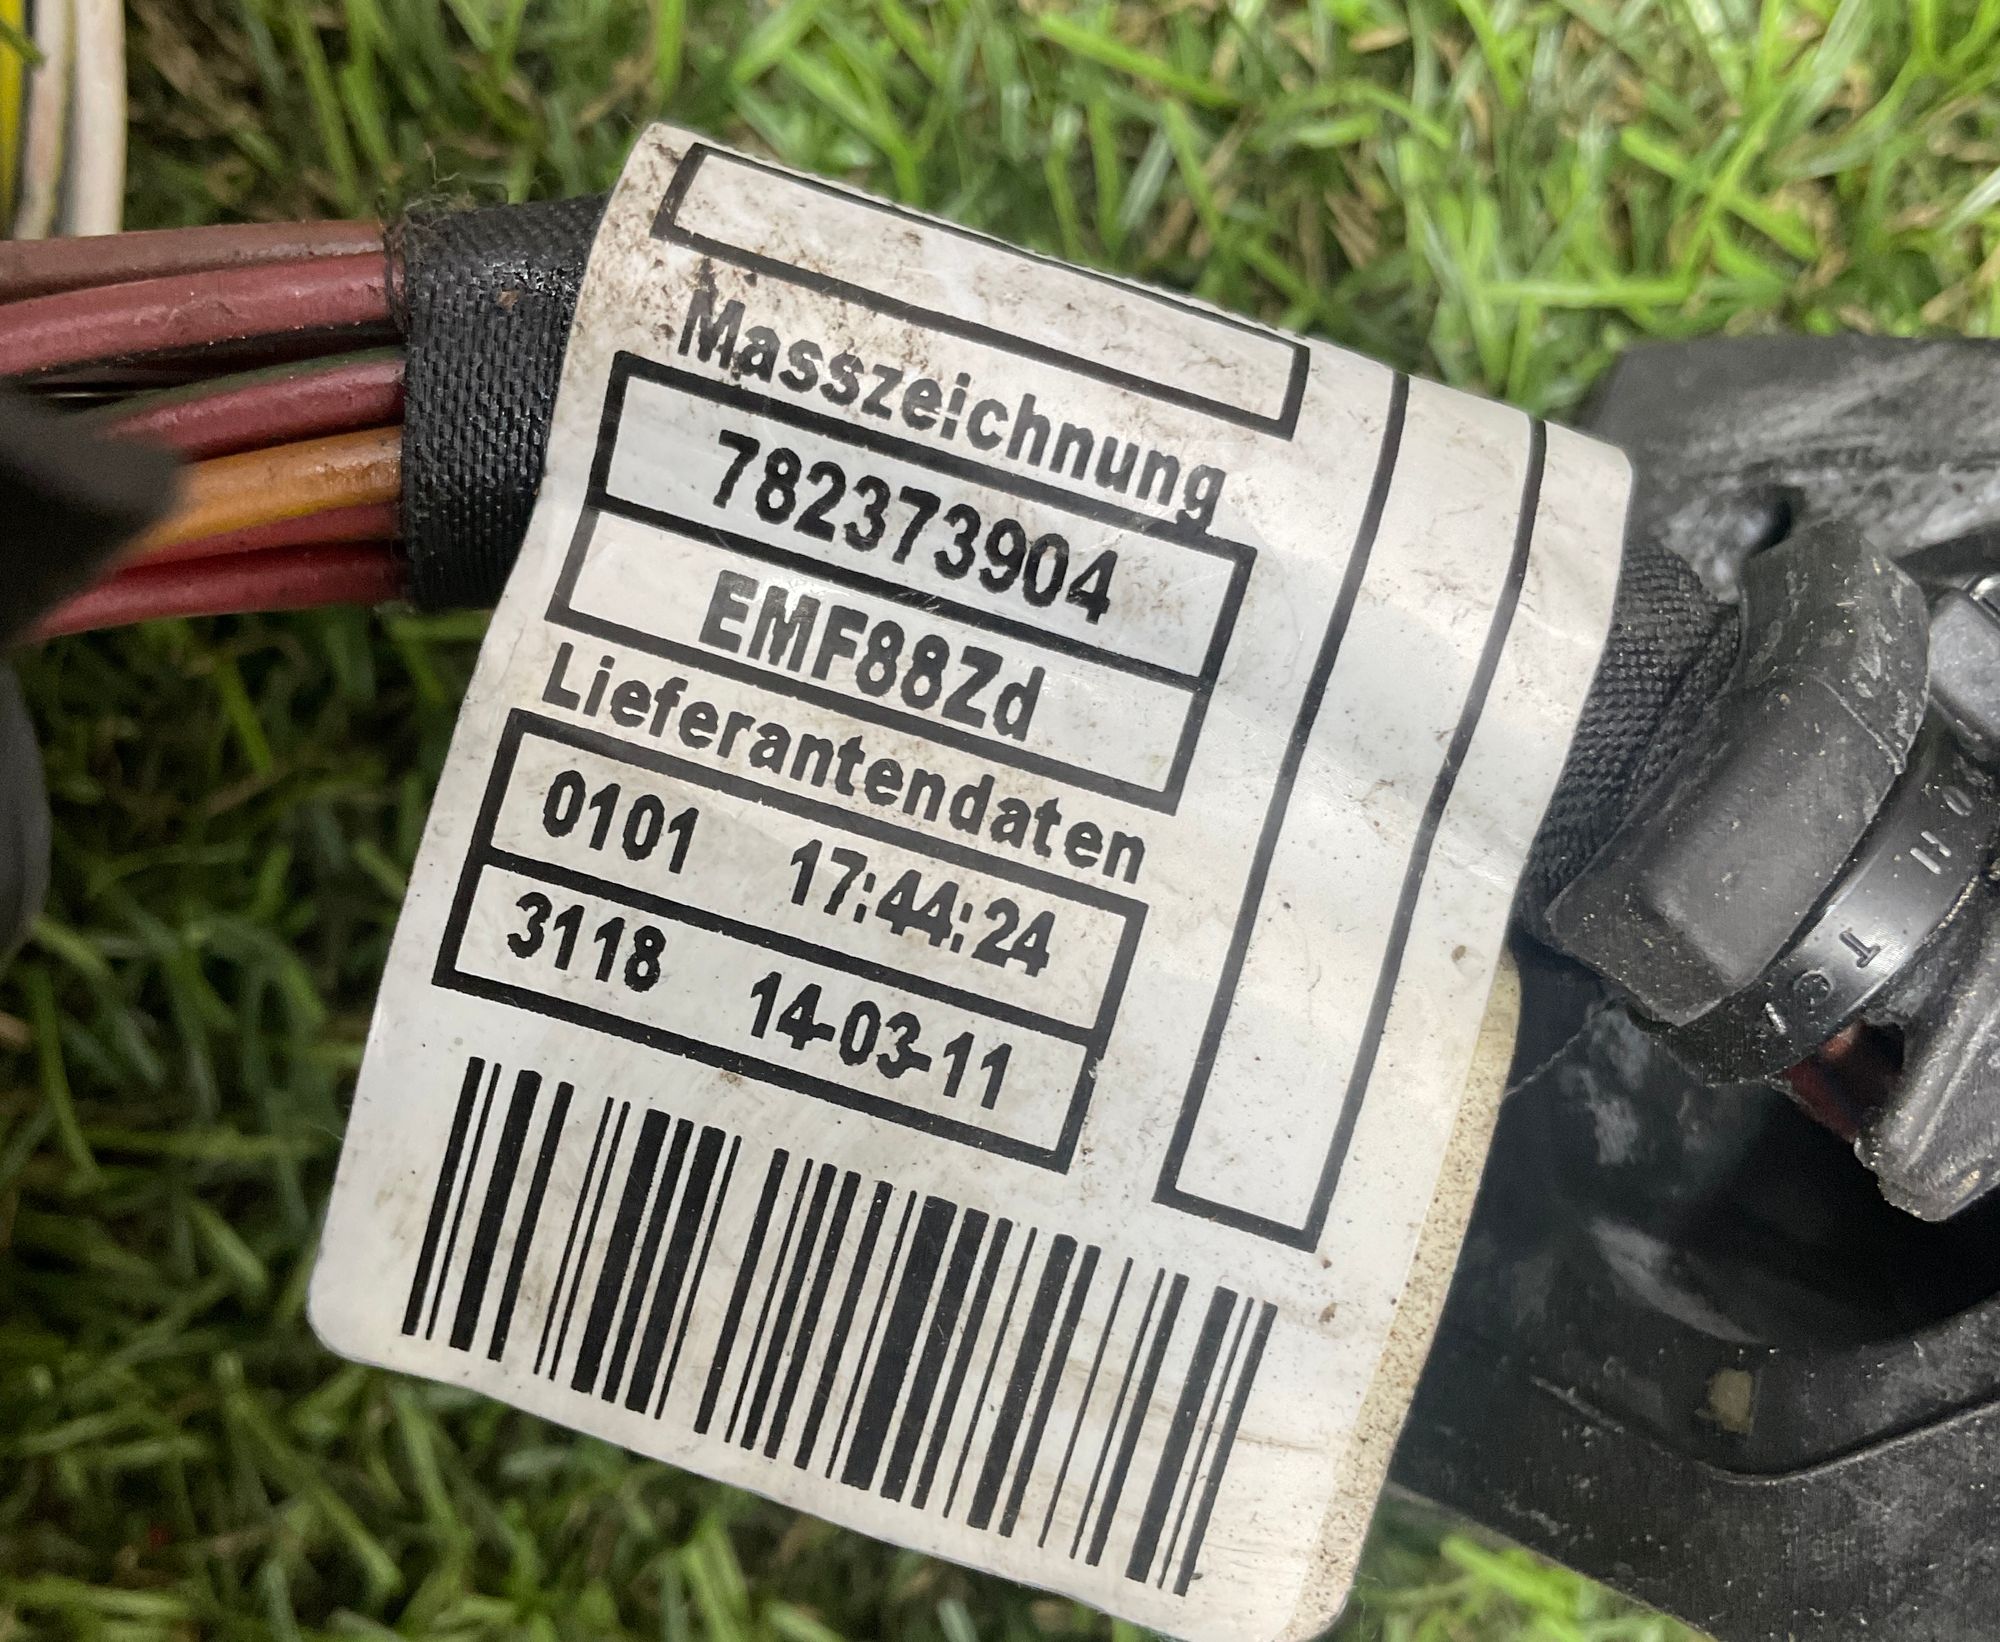 Masszeichnung
782373904
EMF88Zd
Lieferantendaten
0101 17:44:24
3118 14-03-11